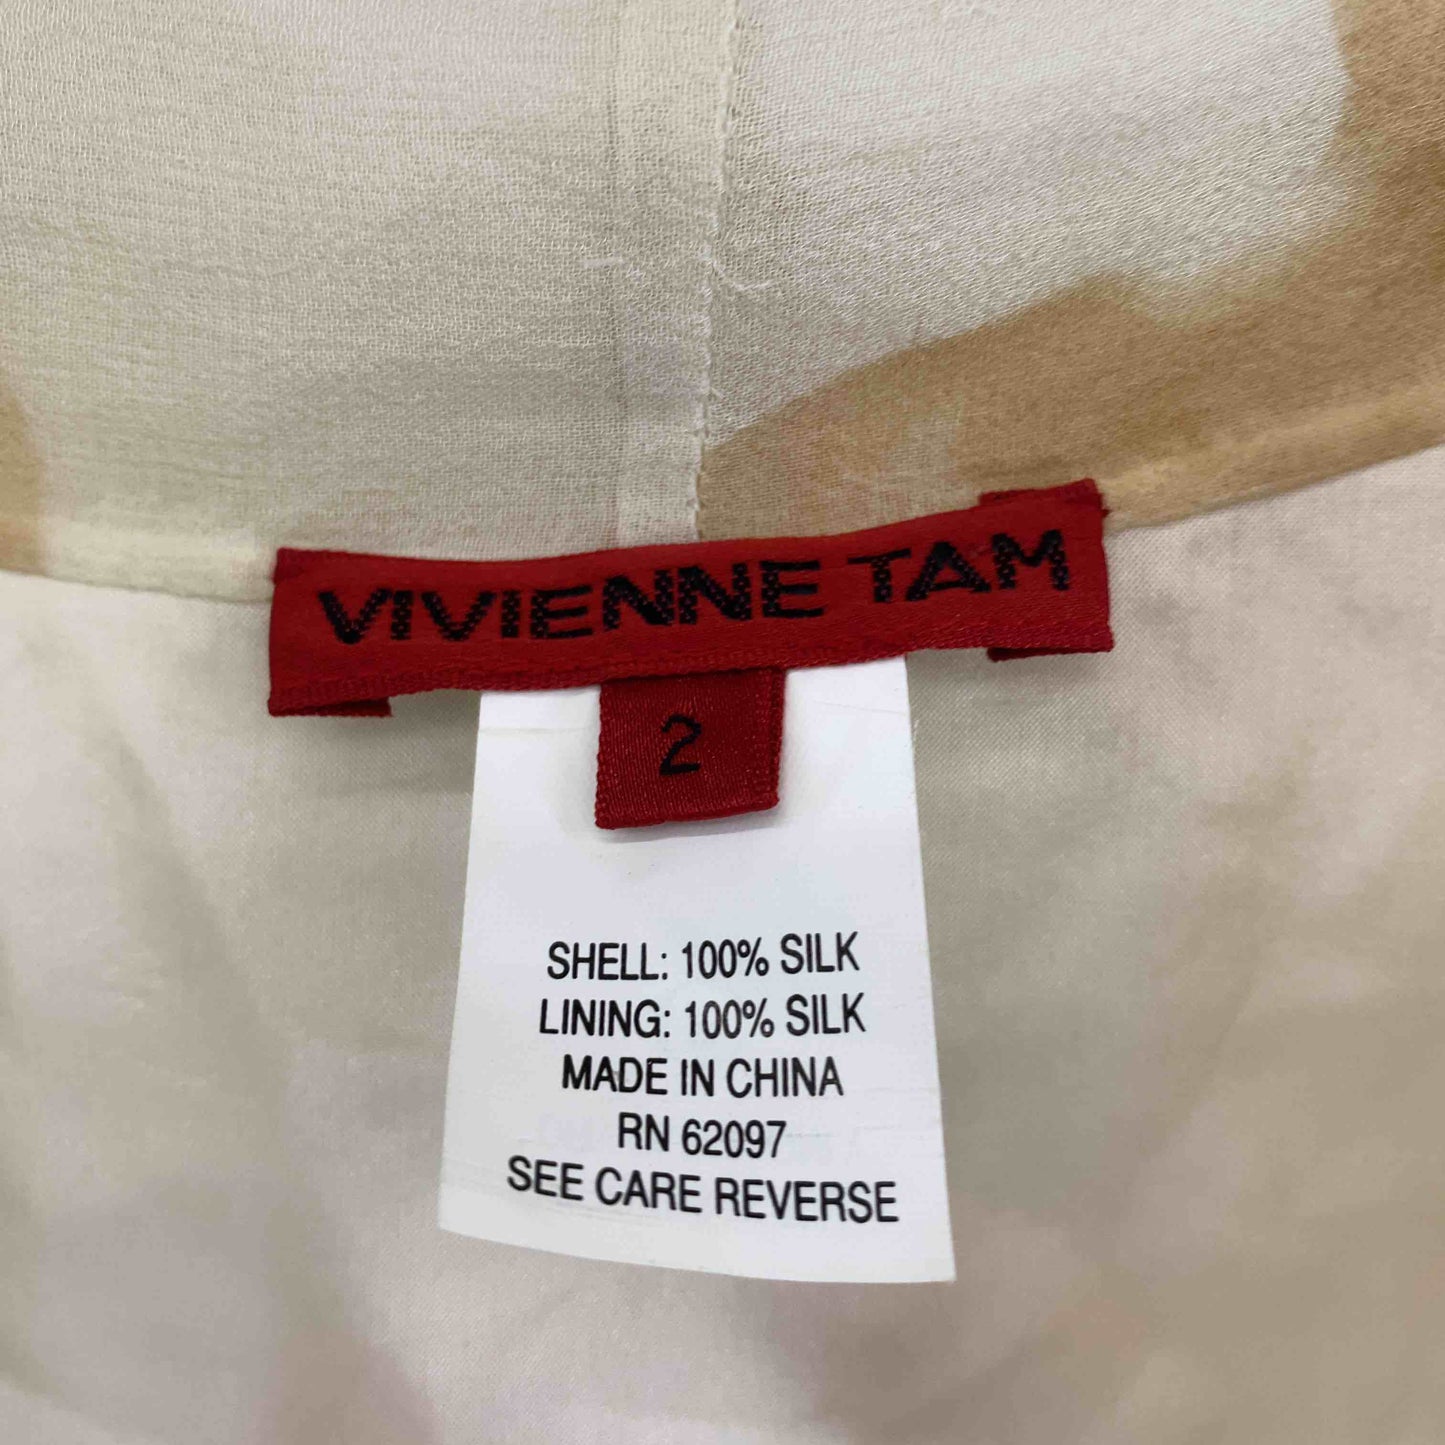 VIVIENNE TAM
2
SHELL: 100% SILK
LINING: 100% SILK
MADE IN CHINA
RN 62097
SEE CARE REVERSE